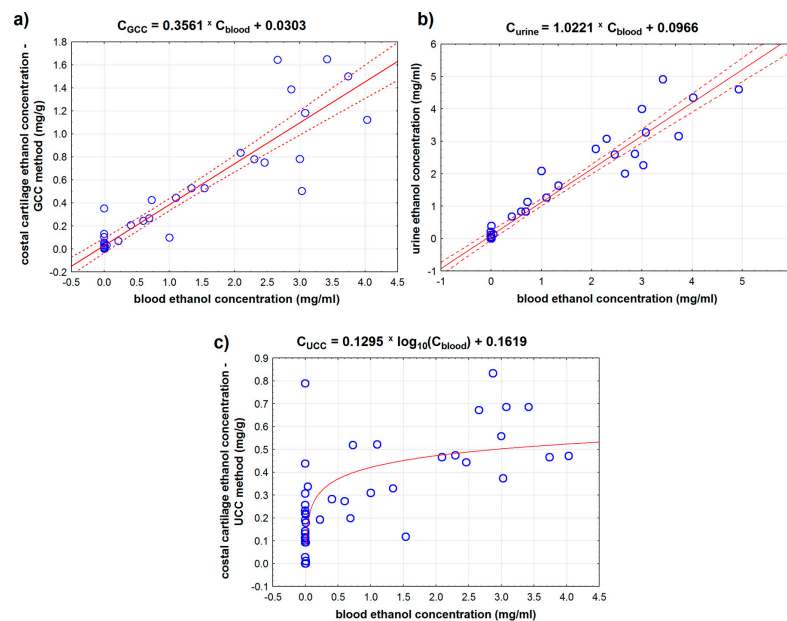 a)
C_GCC = 0.3561 x C_blood + 0.0303
costal cartilage ethanol concentration -
GCC method (mg/g)
1.8
1.6
1.4
1.2
1.0
0.8
0.6
0.4
0.2
0.0
-0.2
-0.5 0.0 0.5 1.0 1.5 2.0 2.5 3.0 3.5 4.0 4.5
blood ethanol concentration (mg/ml)
b)
C_urine = 1.0221 x C_blood + 0.0966
urine ethanol concentration (mg/ml)
6
5
4
3
2
1
0
-1
-1 0 1 2 3 4 5
blood ethanol concentration (mg/ml)
c)
C_UCC = 0.1295 x log10(C_blood) + 0.1619
costal cartilage ethanol concentration -
UCC method (mg/g)
0.9
0.8
0.7
0.6
0.5
0.4
0.3
0.2
0.1
0.0
-0.1
-0.5 0.0 0.5 1.0 1.5 2.0 2.5 3.0 3.5 4.0 4.5
blood ethanol concentration (mg/ml)